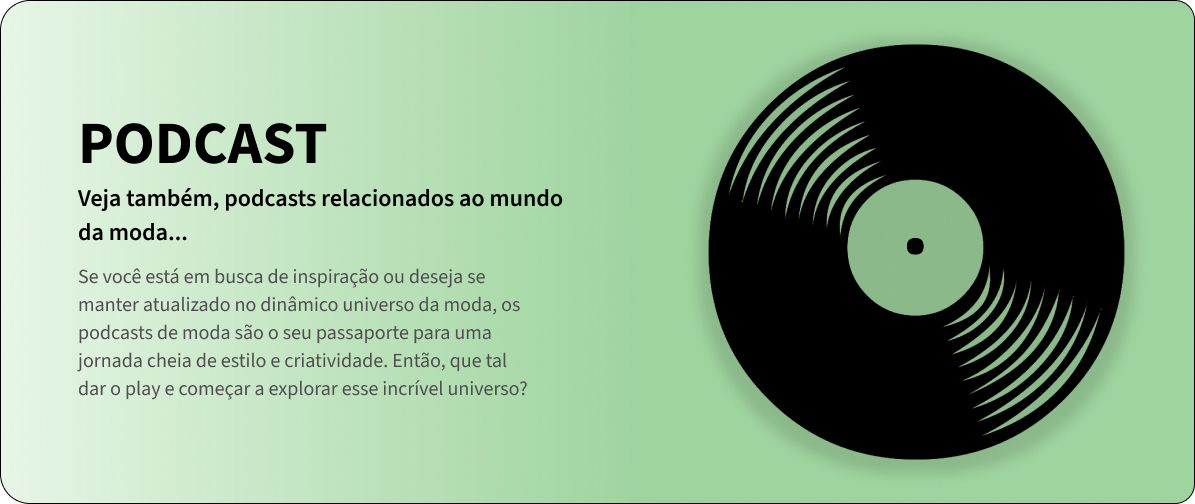 PODCAST
Veja também, podcasts relacionados ao mundo
da moda...
Se você está em busca de inspiração ou deseja se
manter atualizado no dinâmico universo da moda, os
podcasts de moda são o seu passaporte para uma
jornada cheia de estilo e criatividade. Então, que tal
dar o play e começar a explorar esse incrível universo?